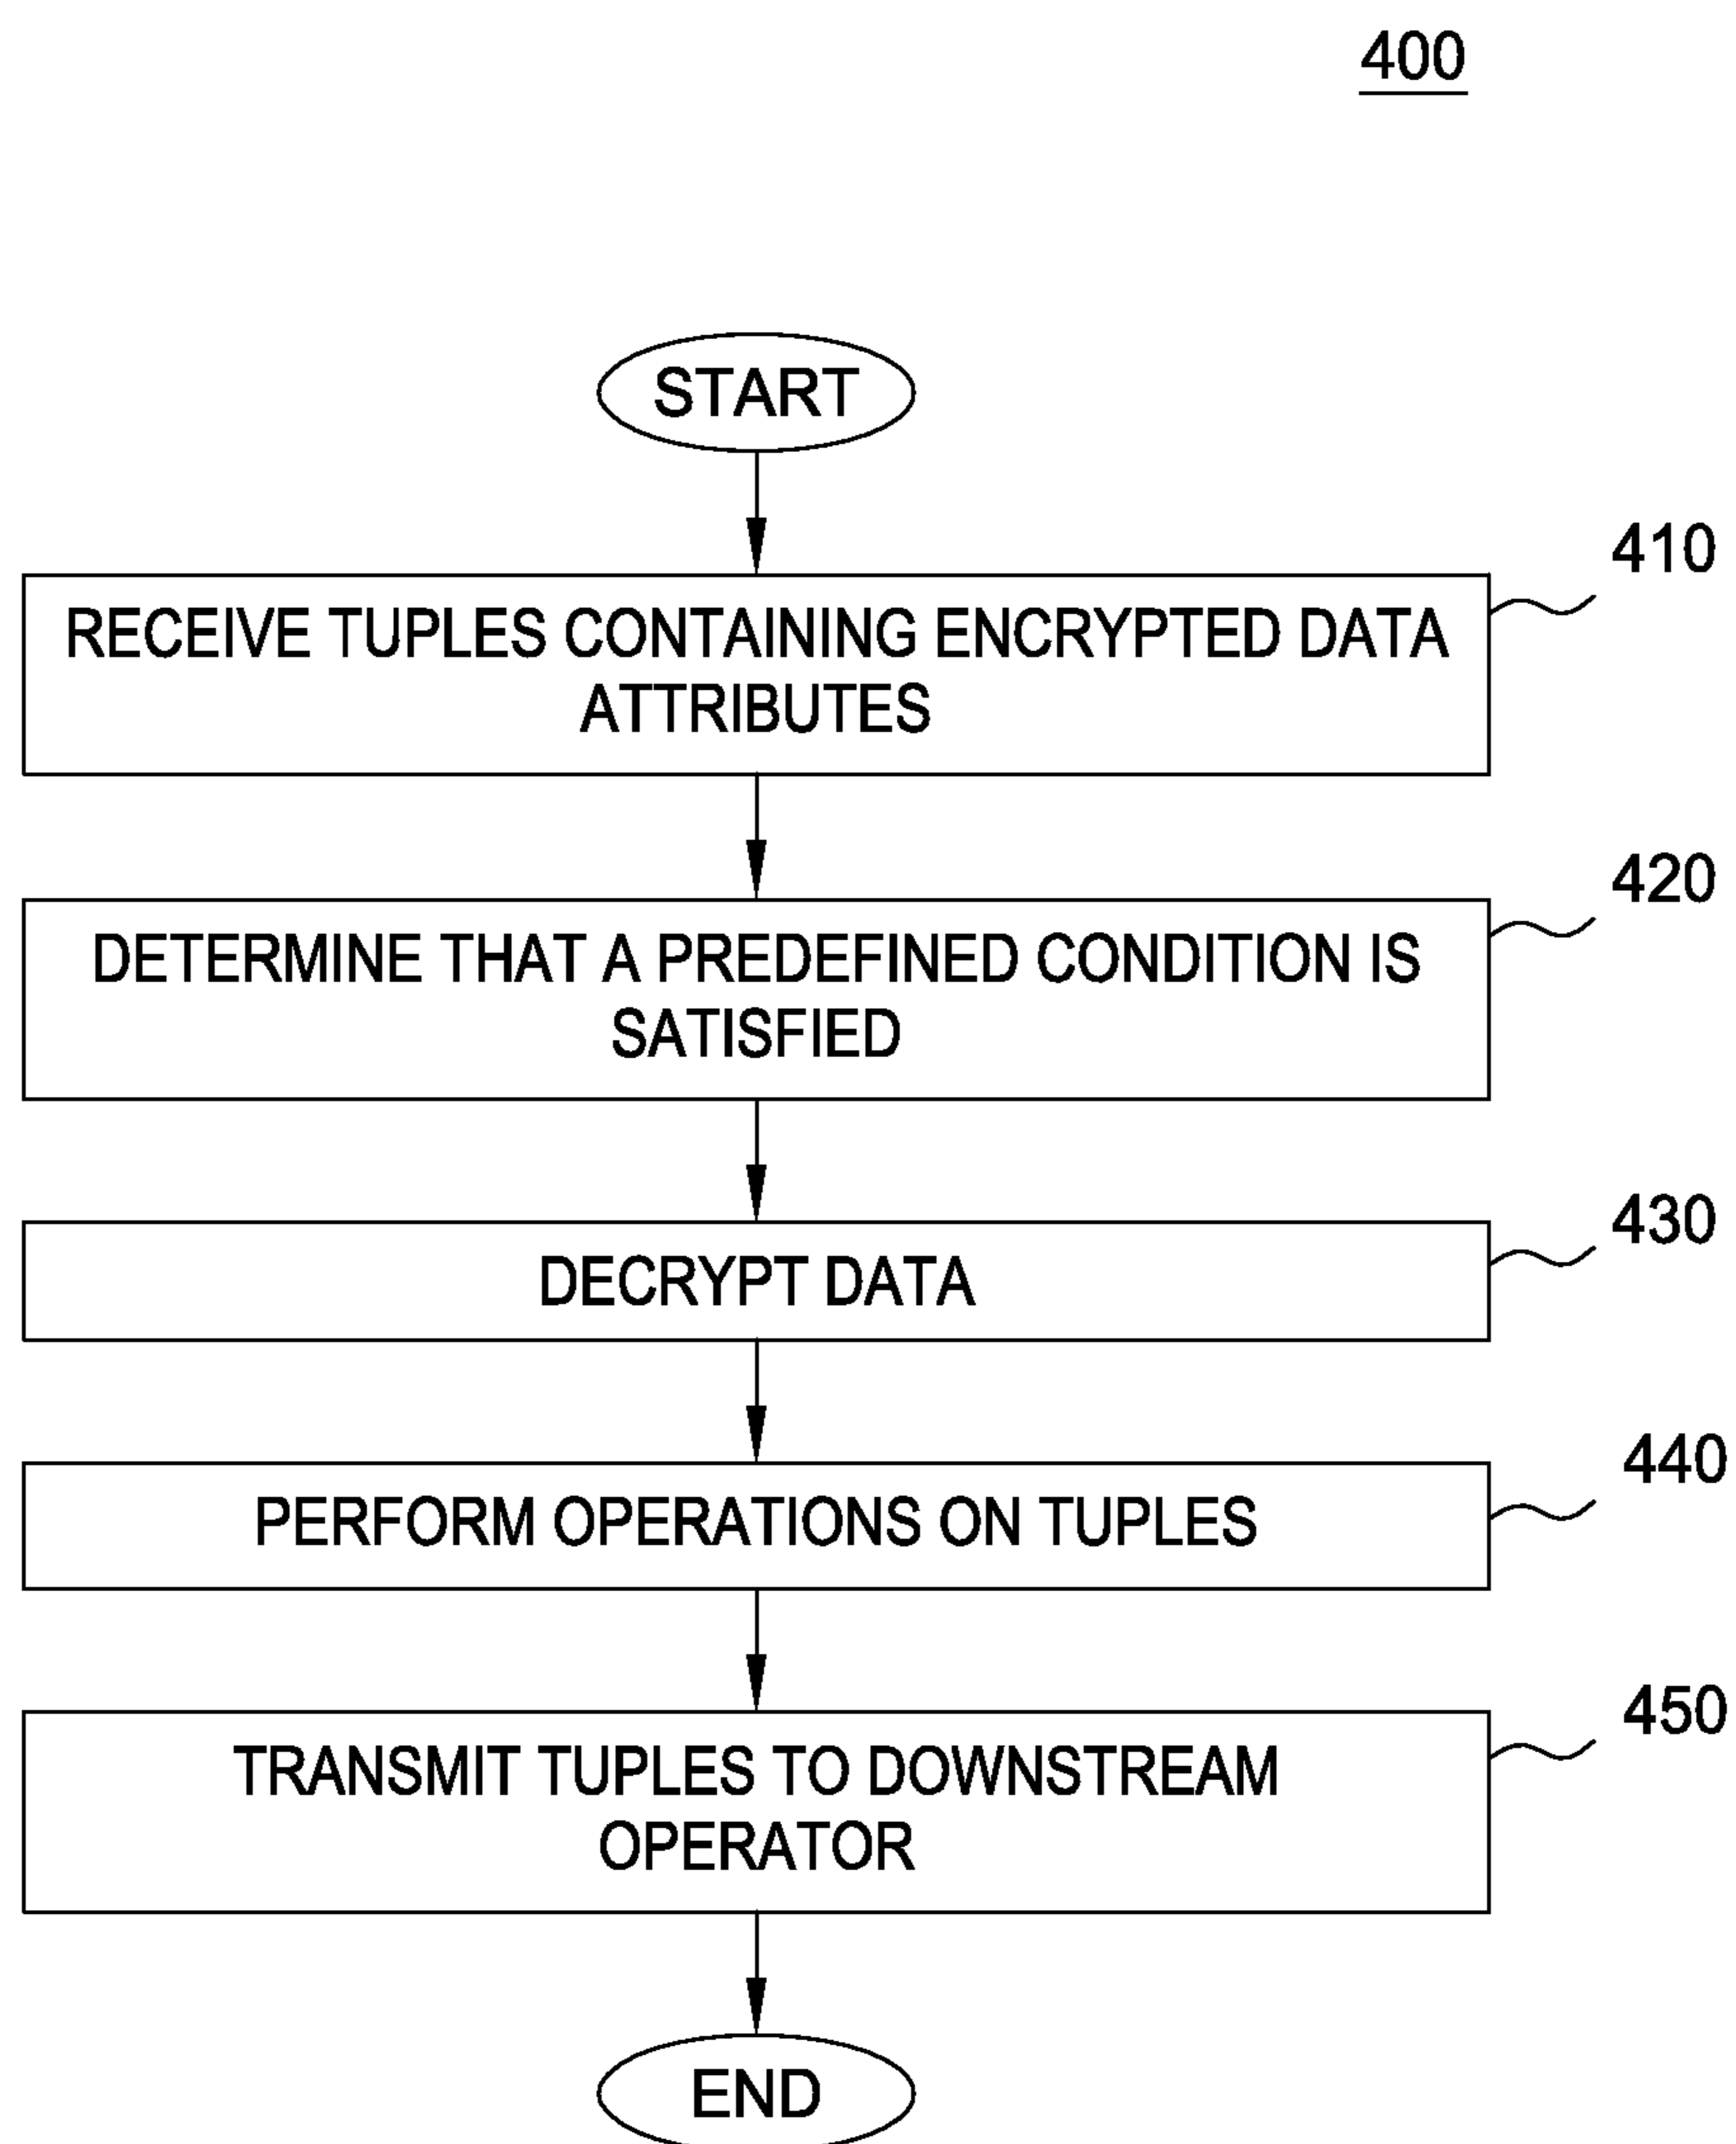 400
START
410
RECEIVE TUPLES CONTAINING ENCRYPTED DATA
ATTRIBUTES
420
DETERMINE THAT A PREDEFINED CONDITION IS
SATISFIED
430
DECRYPT DATA
440
PERFORM OPERATIONS ON TUPLES
450
TRANSMIT TUPLES TO DOWNSTREAM
OPERATOR
END